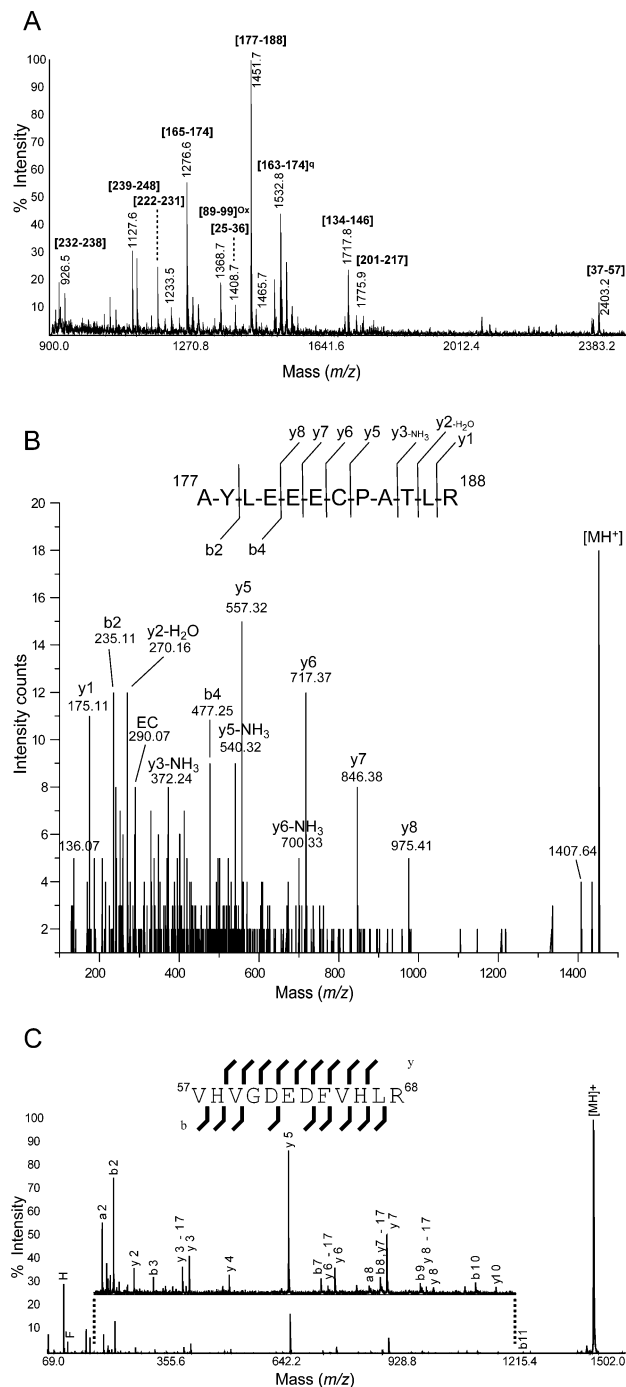 A
[177-188]
1451.7
[165-174]
1276.6
[163-174]q
1532.8
[239-248]
1127.6
[222-231]
[89-99]Ox
[25-36]
[134-146]
1717.8
[232-238]
926.5
1233.5
1368.7
1408.7
1465.7
[201-217]
1775.9
[37-57]
2403.2
% Intensity
100
90
80
70
60
50
40
30
20
10
900.0 1270.8 1641.6 2012.4 2383.2
Mass (m/z)
B
y8 y7 y6 y5 y3-NH3 y2-H2O y1
177 A-Y-L-E-E-E-C-P-A-T-L-R 188
b2 b4
[MH+]
y5
557.32
b2
235.11
y2-H2O
270.16
y1
175.11
y6
717.37
b4
477.25
EC
290.07
y5-NH3
540.32
y3-NH3
372.24
y7
846.38
y6-NH3
700.33
y8
975.41
136.07
1407.64
Intensity counts
20
18
16
14
12
10
8
6
4
2
200 400 600 800 1000 1200 1400
Mass (m/z)
C
y
57VHVGDEDFVHLR68
b
[MH]+
y 5
b 2
a 2
y 2
b 3
y 3 - 17
y 3
y 4
b7
y 6 - 17
y 6
a 8
b 8,y7 - 17
y 7
b9
y 8 - 17
y 8
b 10
y10
b11
H
F
% Intensity
100
90
80
70
60
50
40
30
20
10
69.0 355.6 642.2 928.8 1215.4 1502.0
Mass (m/z)